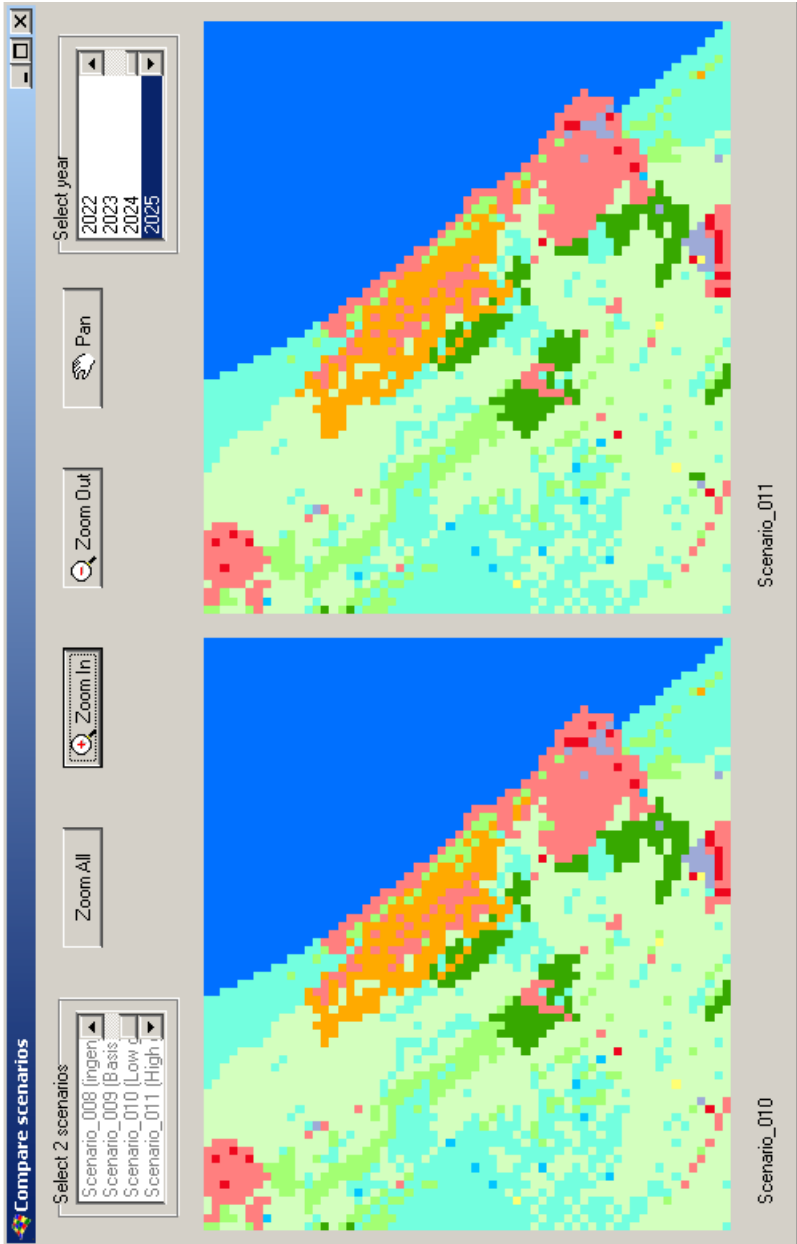 Compare scenarios
Select 2 scenarios
Scenario_008 (ingen
Scenario_009 (Basis
Scenario_010 (Low
Scenario_011 (High
Zoom All
Zoom In
Zoom Out
Pan
Select year
2022
2023
2024
2025
Scenario_010
Scenario_011